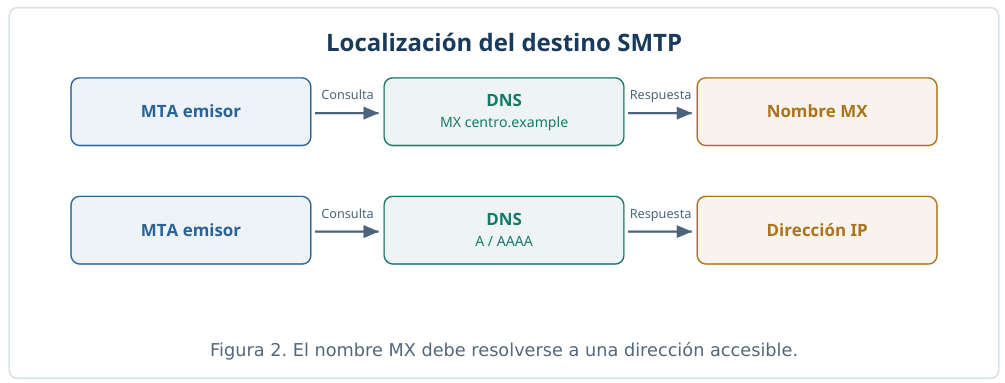 Localización del destino SMTP
MTA emisor
Consulta
DNS
MX centro.example
Respuesta
Nombre MX
MTA emisor
Consulta
DNS
A / AAAA
Respuesta
Dirección IP
Figura 2. El nombre MX debe resolverse a una dirección accesible.